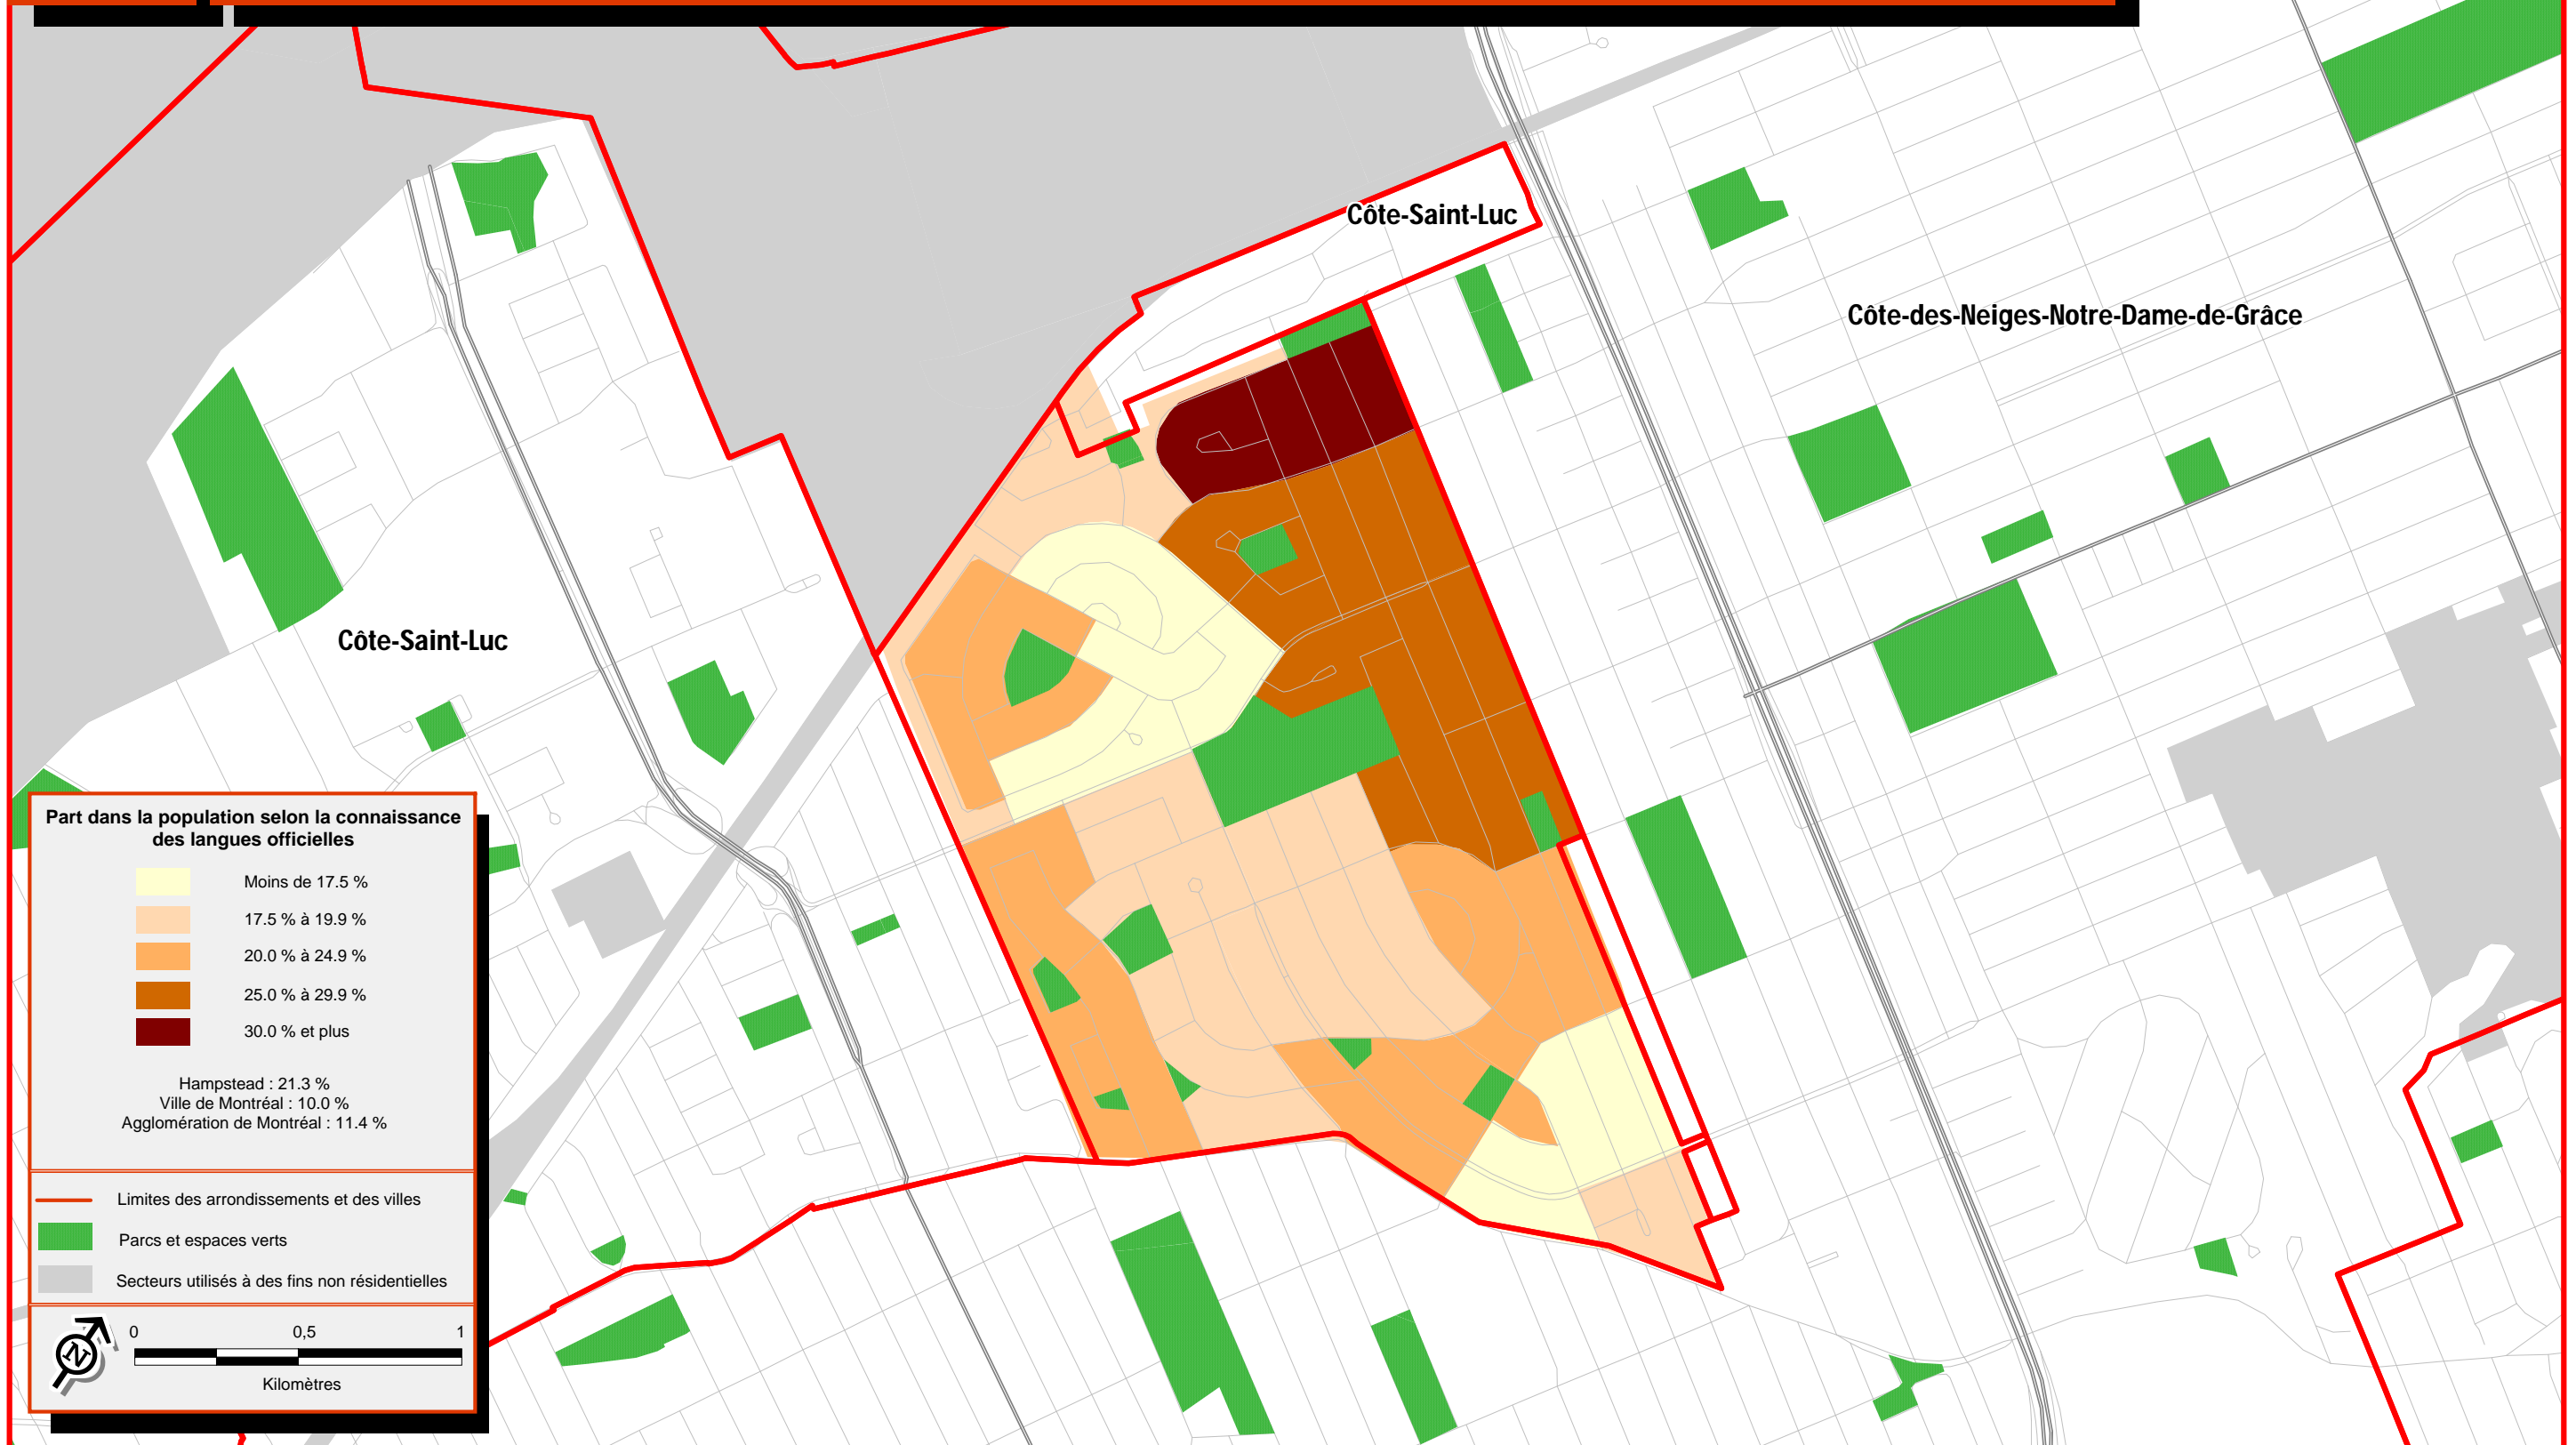 Côte-Saint-Luc
Côte-des-Neiges-Notre-Dame-de-Grâce
Côte-Saint-Luc
Part dans la population selon la connaissance
des langues officielles
Moins de 17.5 %
17.5 % à 19.9 %
20.0 % à 24.9 %
25.0 % à 29.9 %
30.0 % et plus
Hampstead : 21.3 %
Ville de Montréal : 10.0 %
Agglomération de Montréal : 11.4 %
Limites des arrondissements et des villes
Parcs et espaces verts
Secteurs utilisés à des fins non résidentielles
N
0 0,5 1
Kilomètres